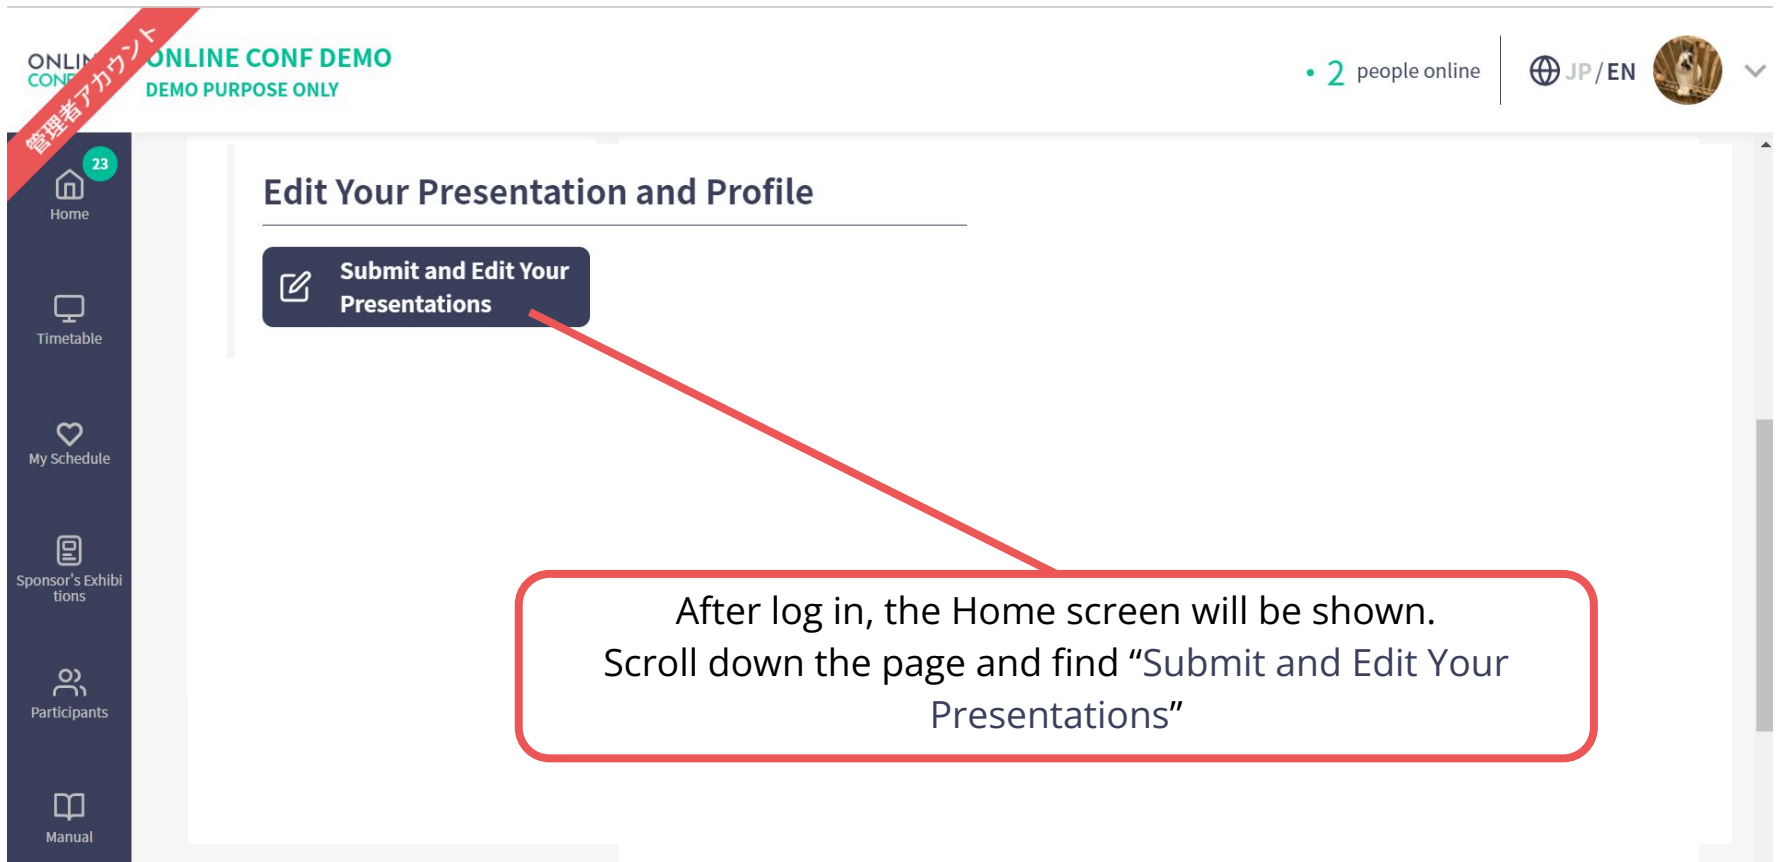 ONLINE CONF DEMO
DEMO PURPOSE ONLY
管理者アカウント
• 2 people online
JP/EN
23
Home
Timetable
My Schedule
Sponsor's Exhibi
tions
Participants
Manual
Edit Your Presentation and Profile
Submit and Edit Your
Presentations
After log in, the Home screen will be shown.
Scroll down the page and find “Submit and Edit Your
Presentations”